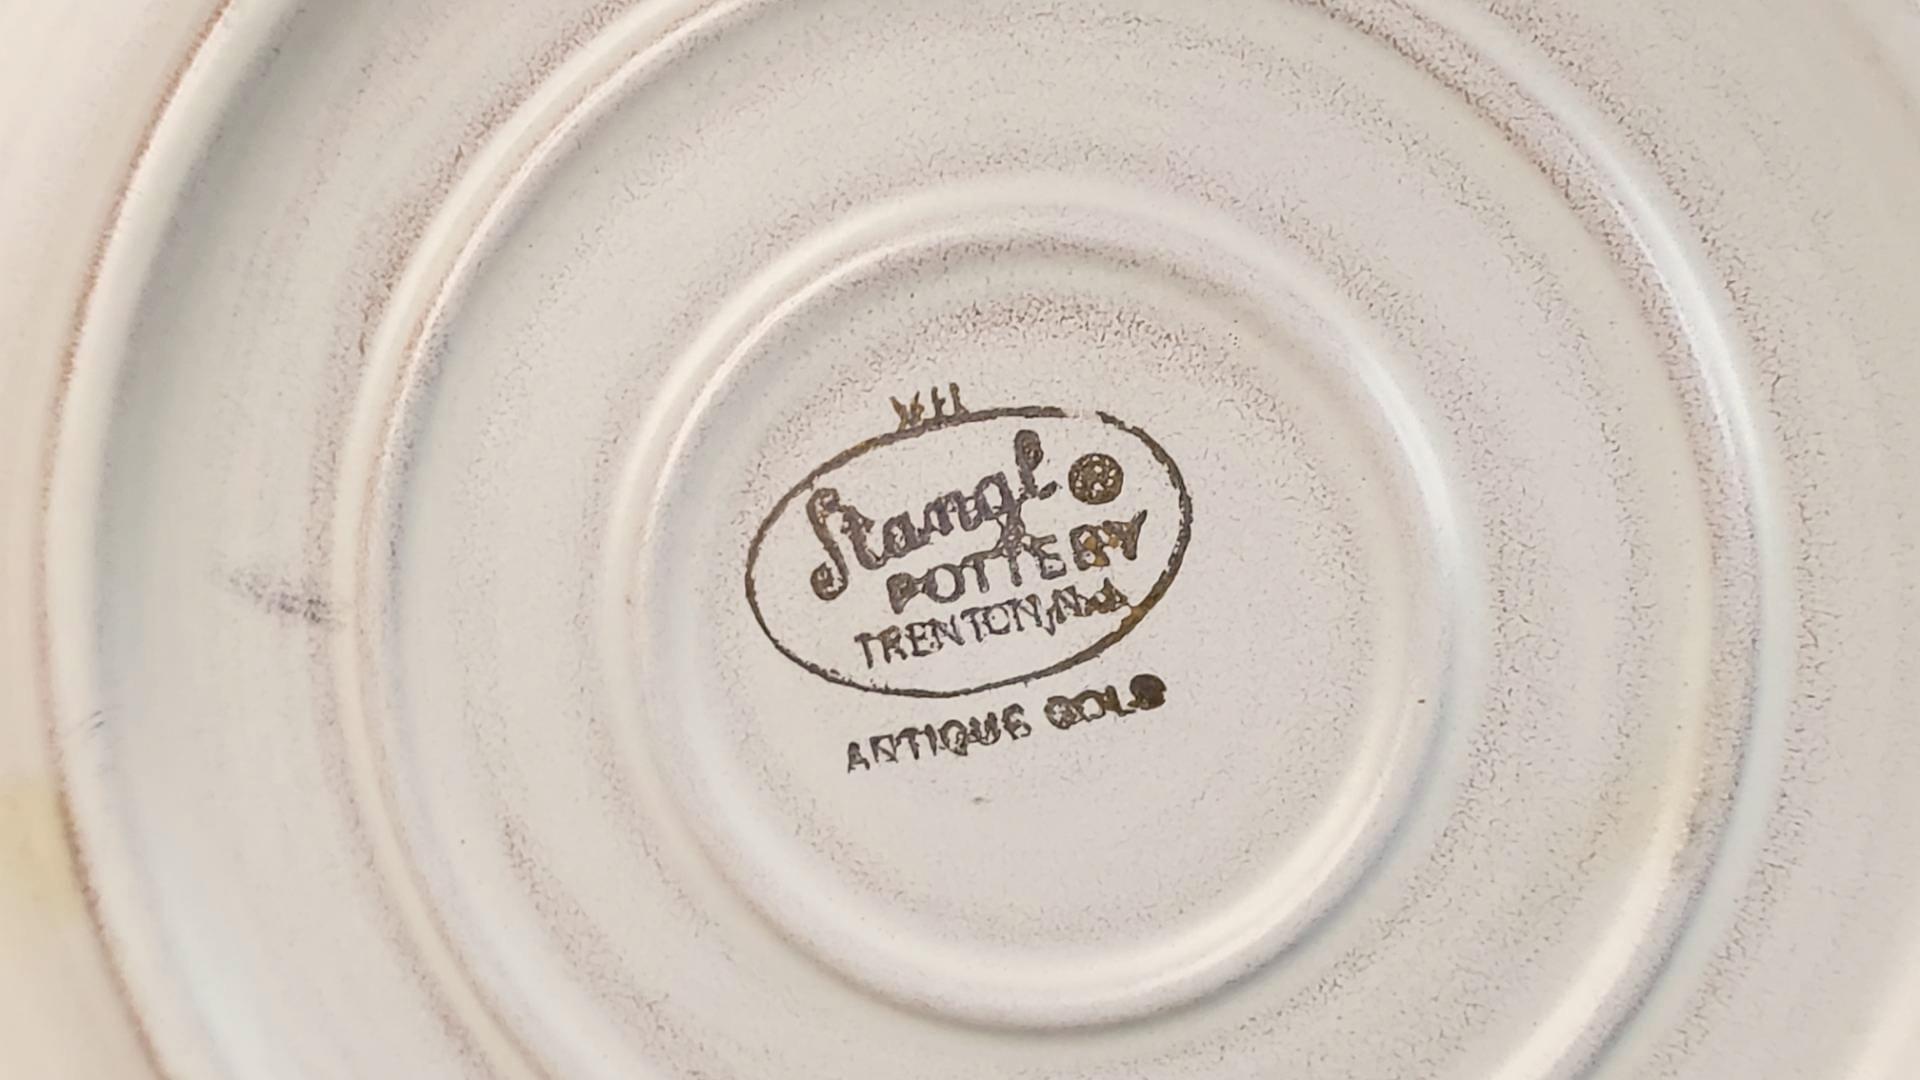 Stangl ®
POTTERY
TRENTON, N.J.
ANTIQUE GOLD